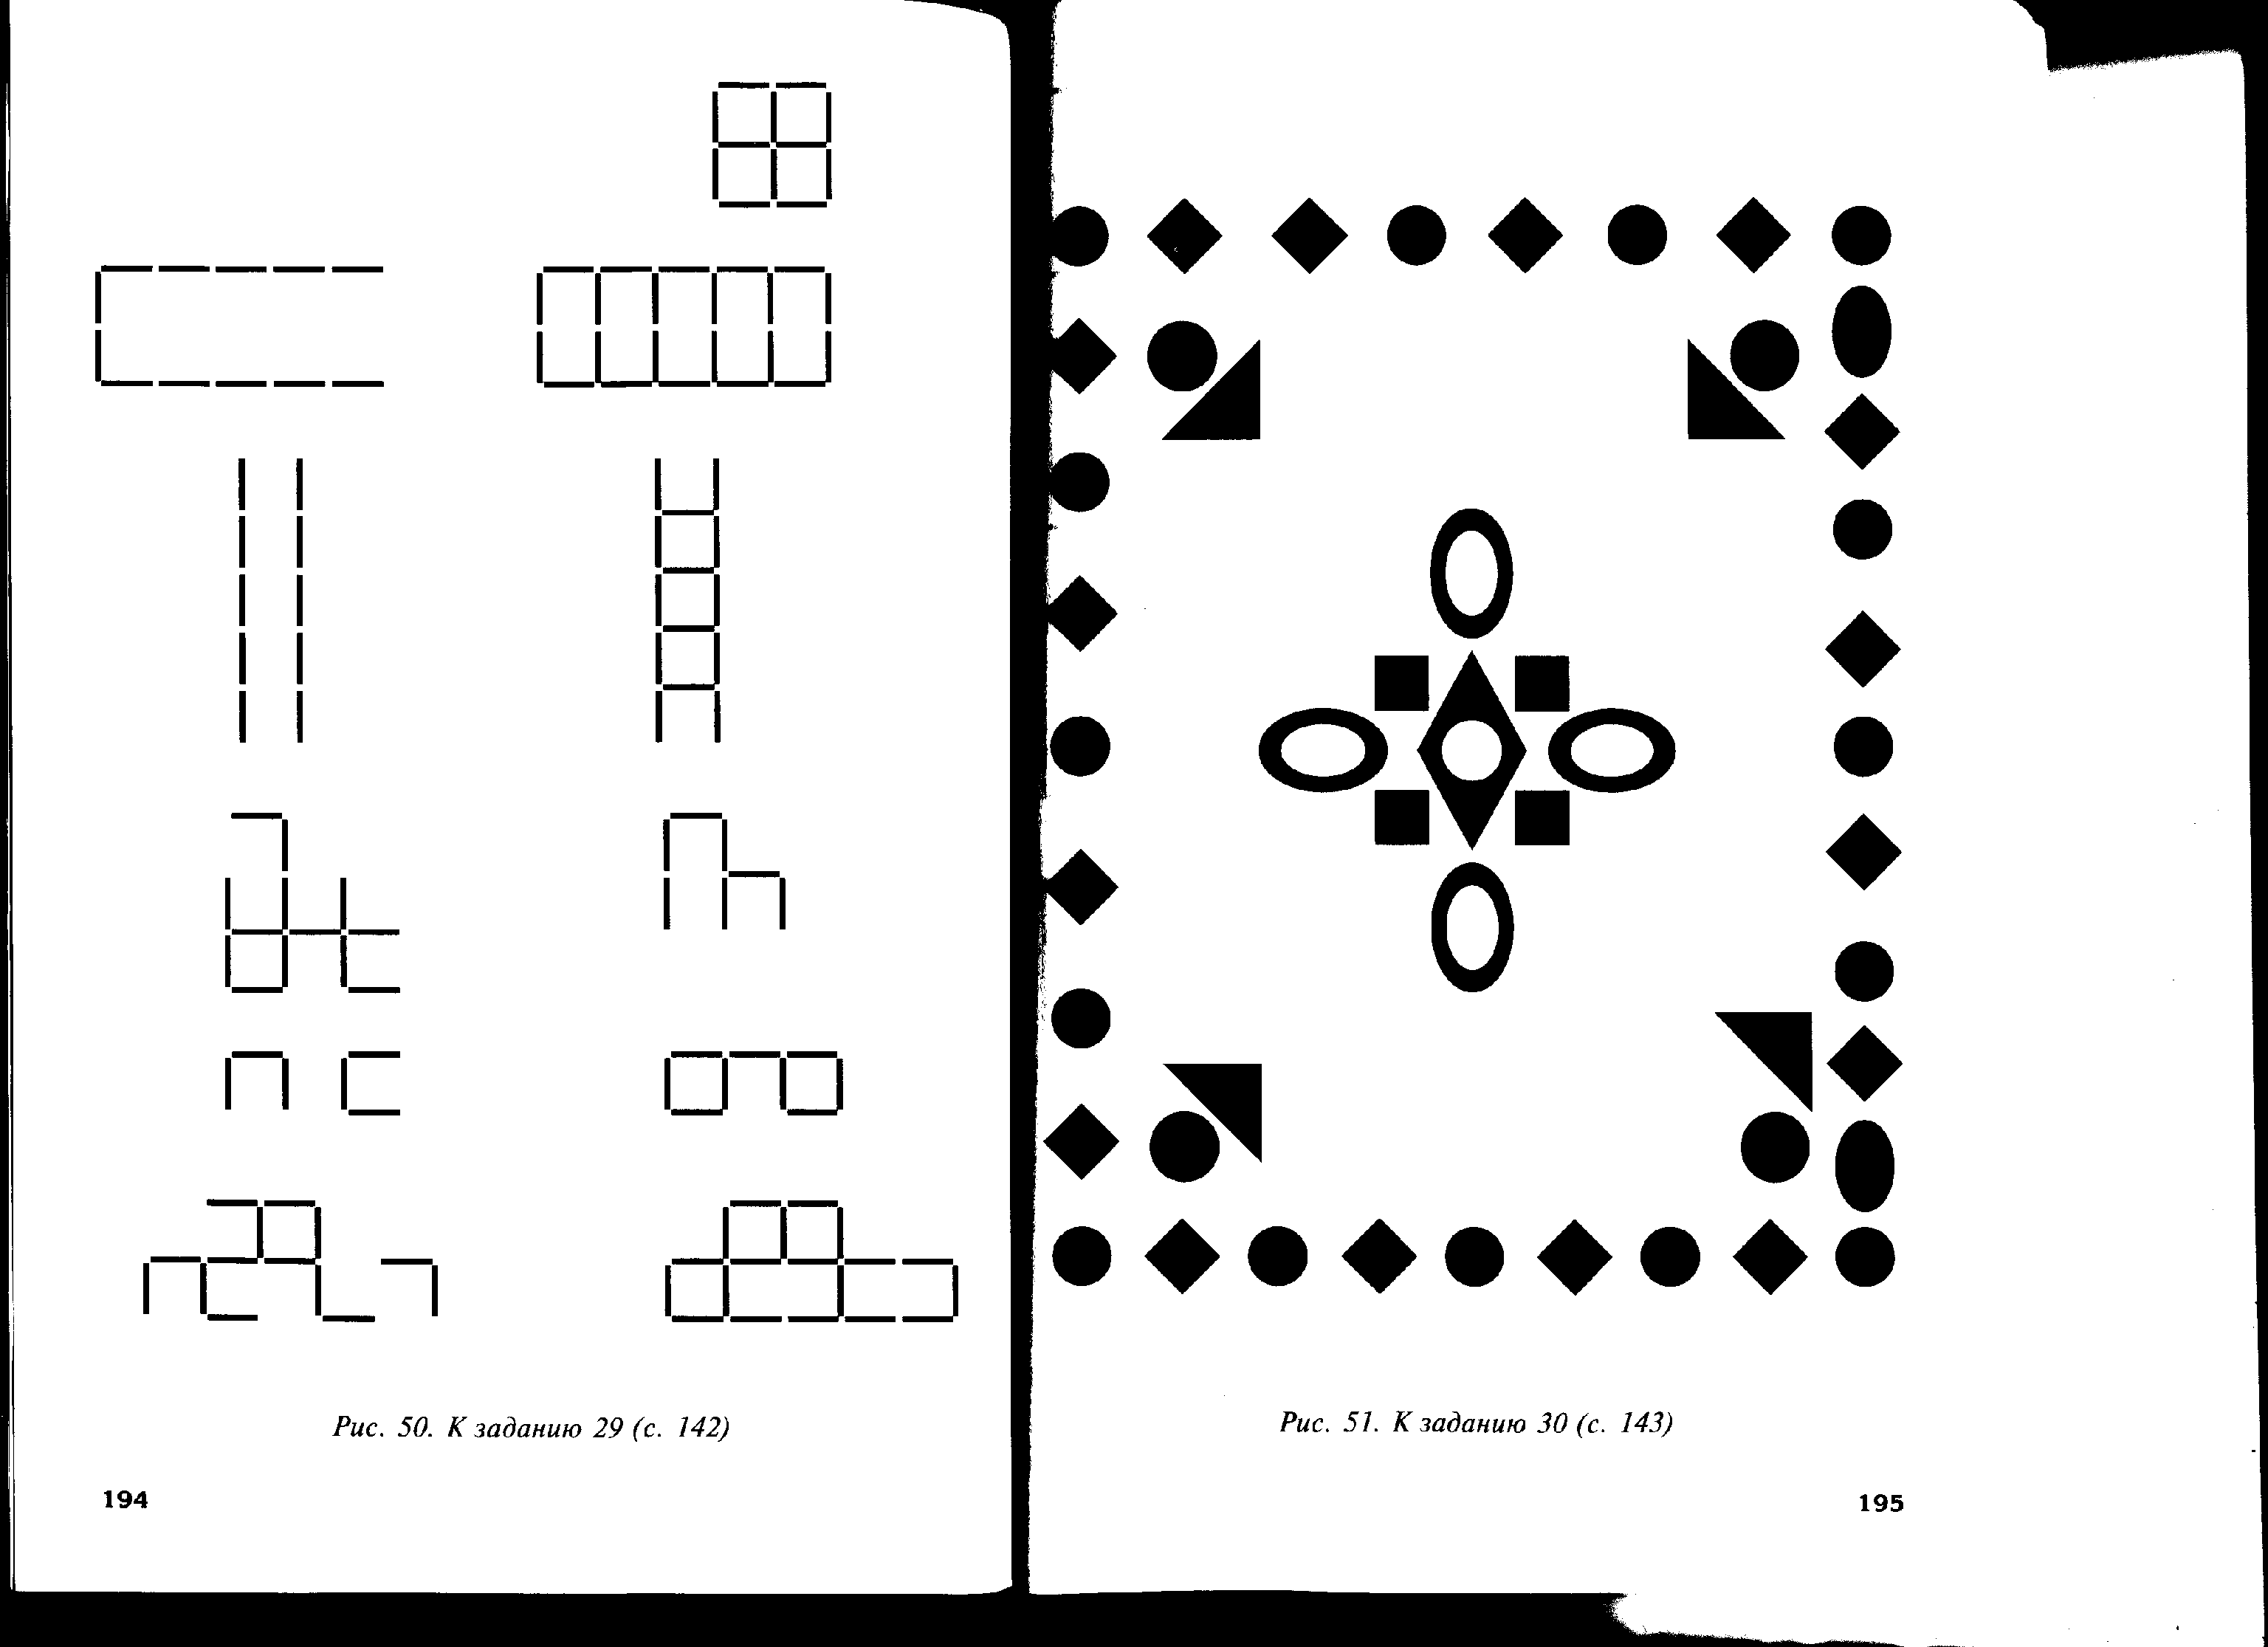 Рис. 50. К заданию 29 (с. 142)
194
Рис. 51. К заданию 30 (с. 143)
195